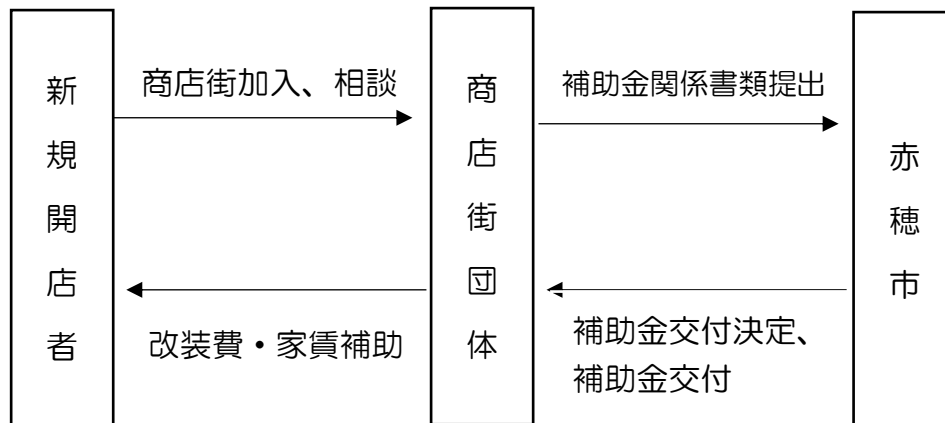 新規開店者
商店街加入、相談
商店街団体
補助金関係書類提出
赤穂市
改装費・家賃補助
補助金交付決定、
補助金交付